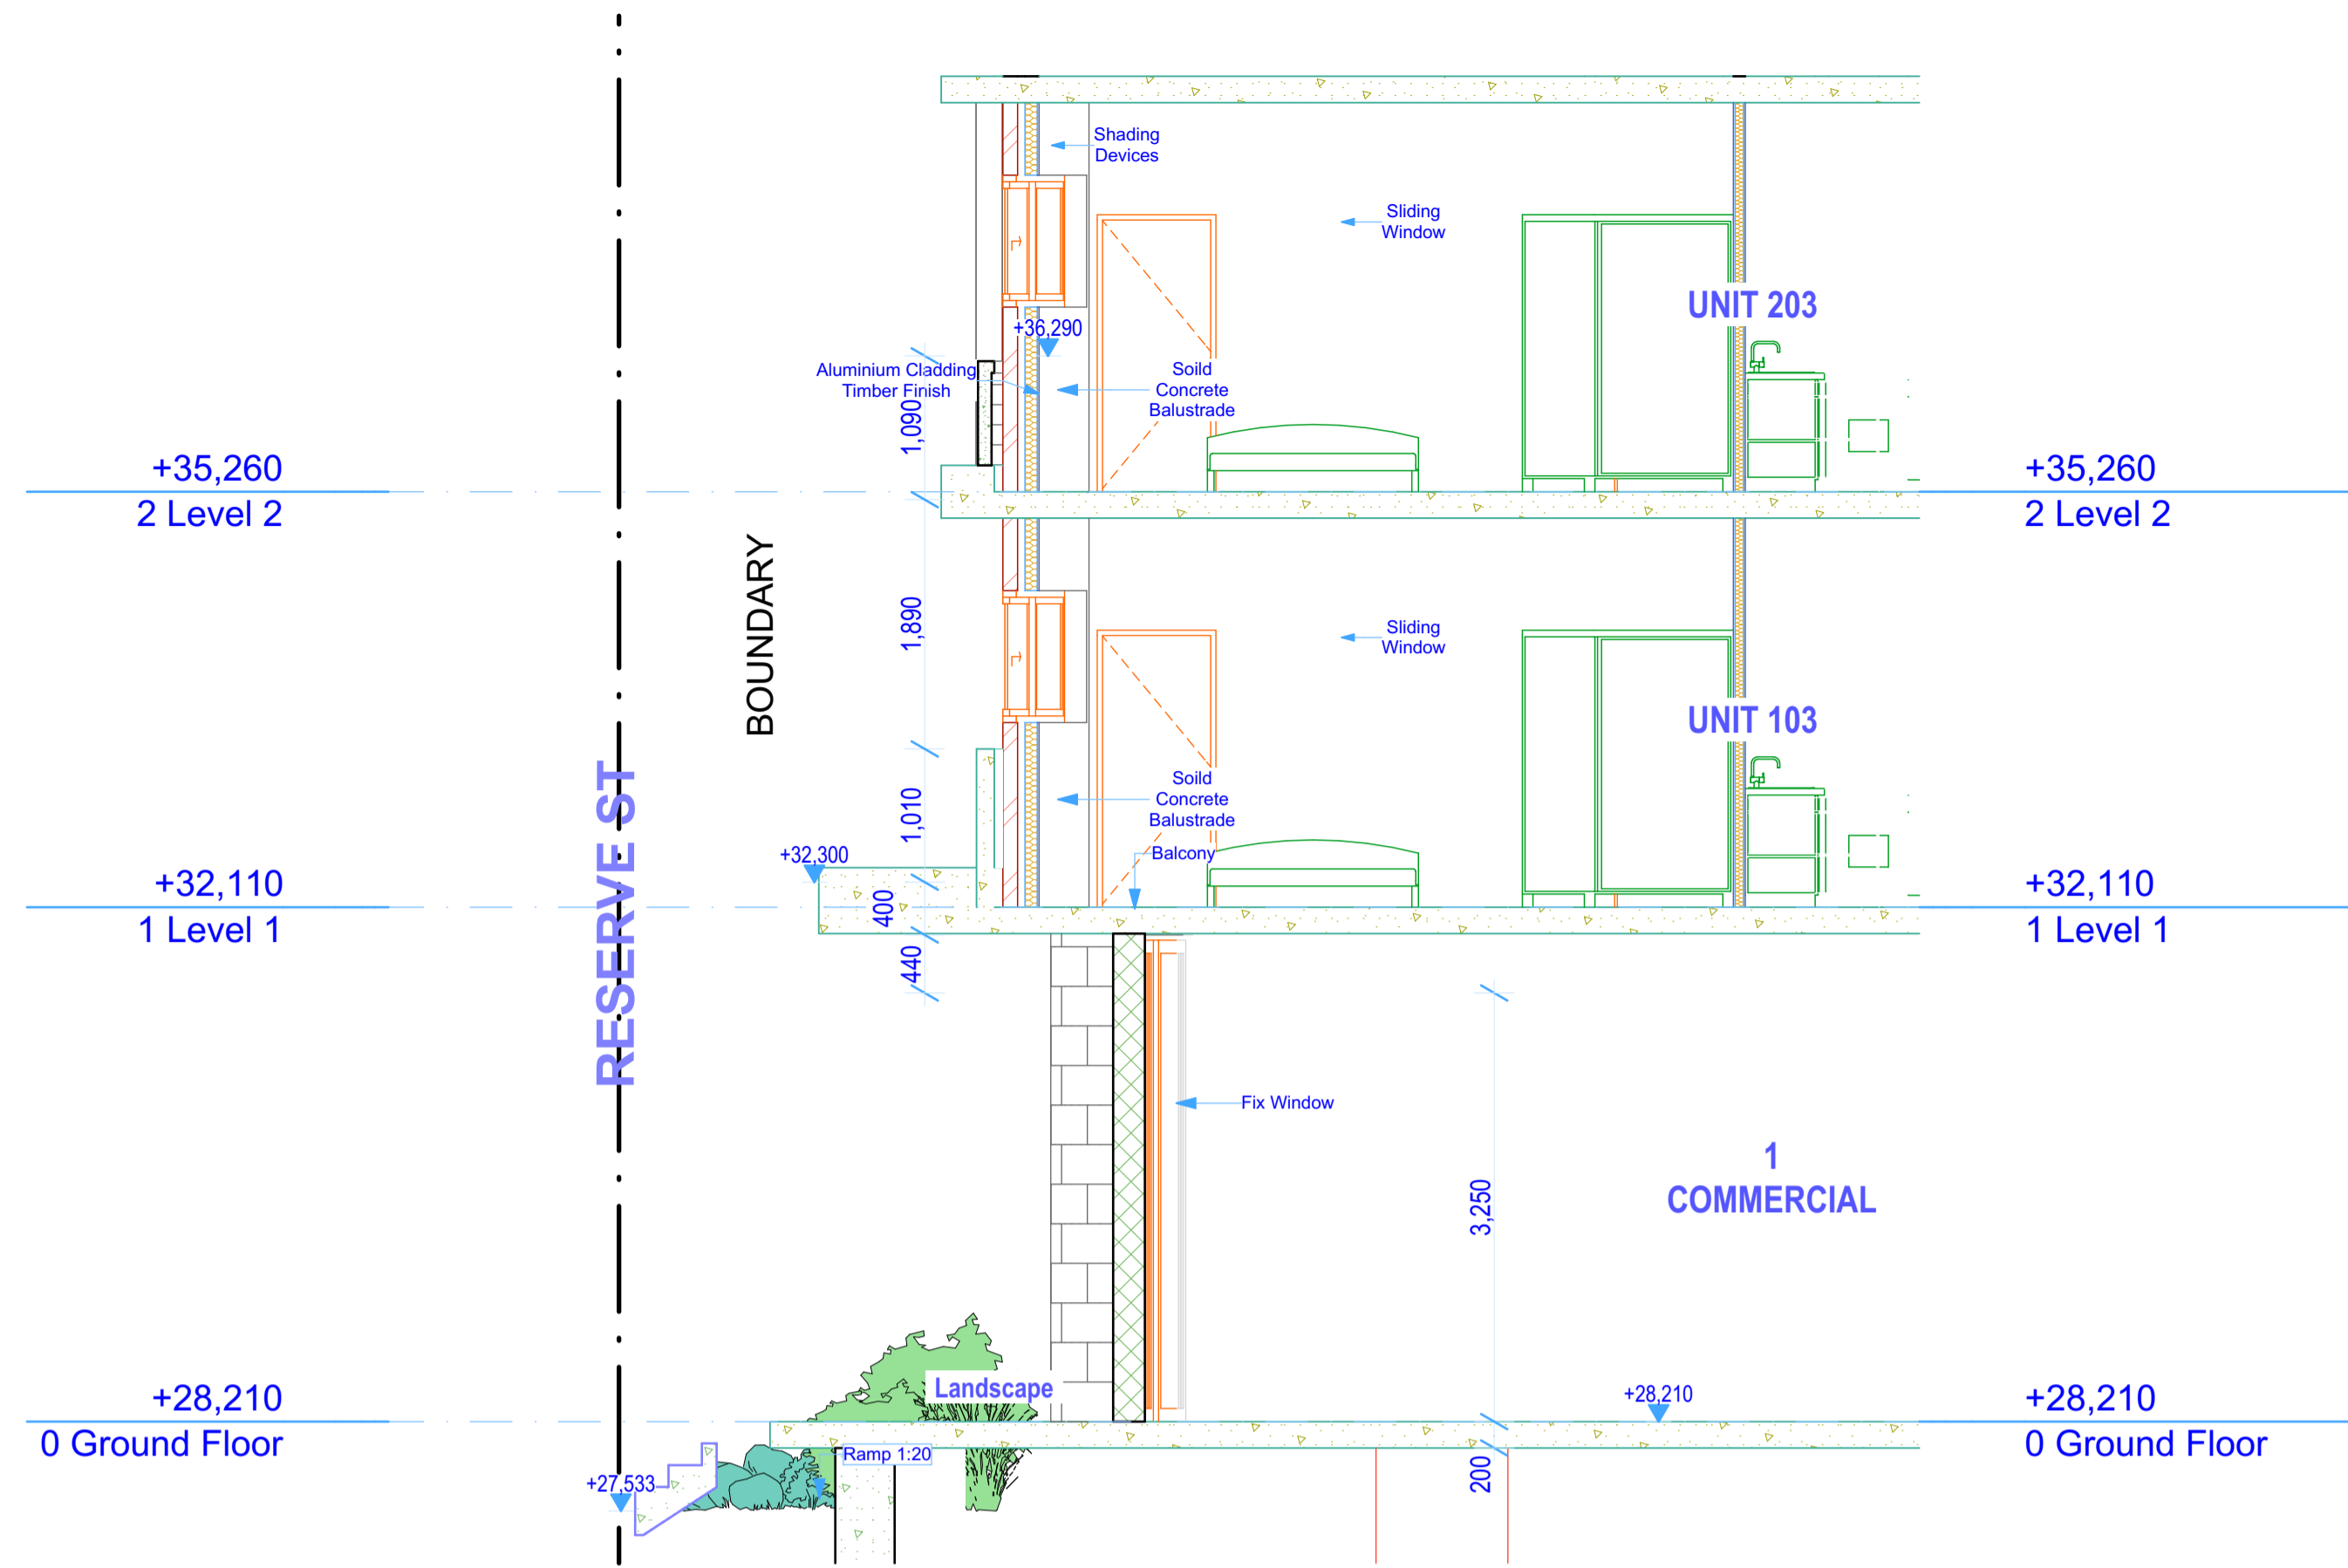 Shading
Devices
Sliding
Window
UNIT 203
+36,290
Aluminium Cladding
Timber Finish
Soild
Concrete
Balustrade
1,090
+35,260
2 Level 2
+35,260
2 Level 2
BOUNDARY
1,890
Sliding
Window
UNIT 103
RESERVE ST
1,010
Soild
Concrete
Balustrade
Balcony
+32,300
+32,110
1 Level 1
400
+32,110
1 Level 1
440
Fix Window
3,250
1
COMMERCIAL
Landscape
+28,210
+28,210
0 Ground Floor
+28,210
0 Ground Floor
Ramp 1:20
+27,533
200